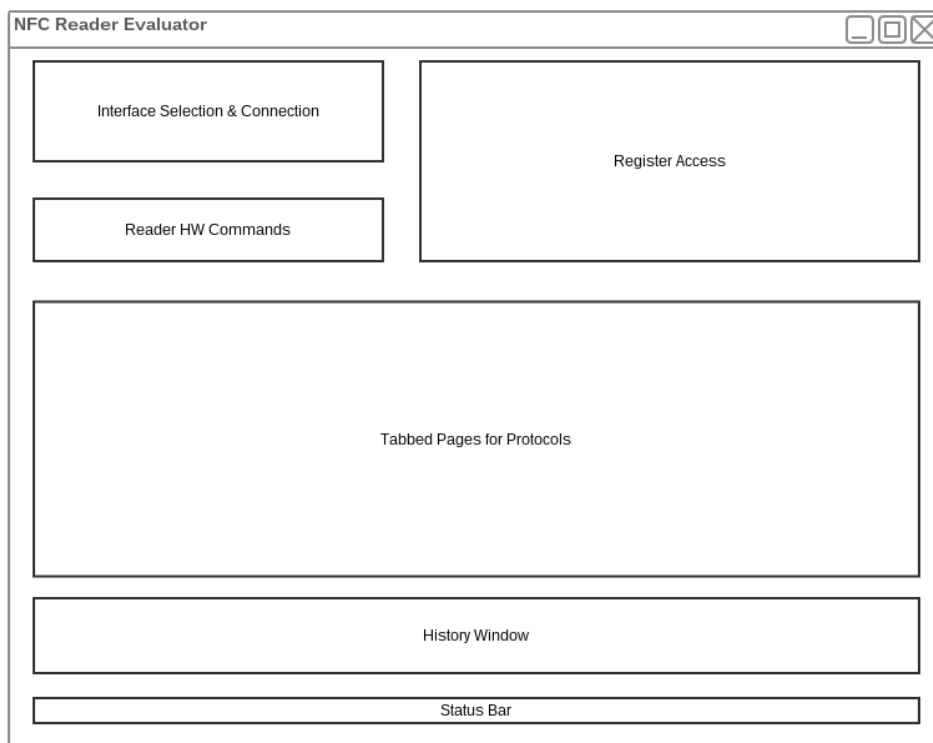 NFC Reader Evaluator
Interface Selection & Connection
Register Access
Reader HW Commands
Tabbed Pages for Protocols
History Window
Status Bar